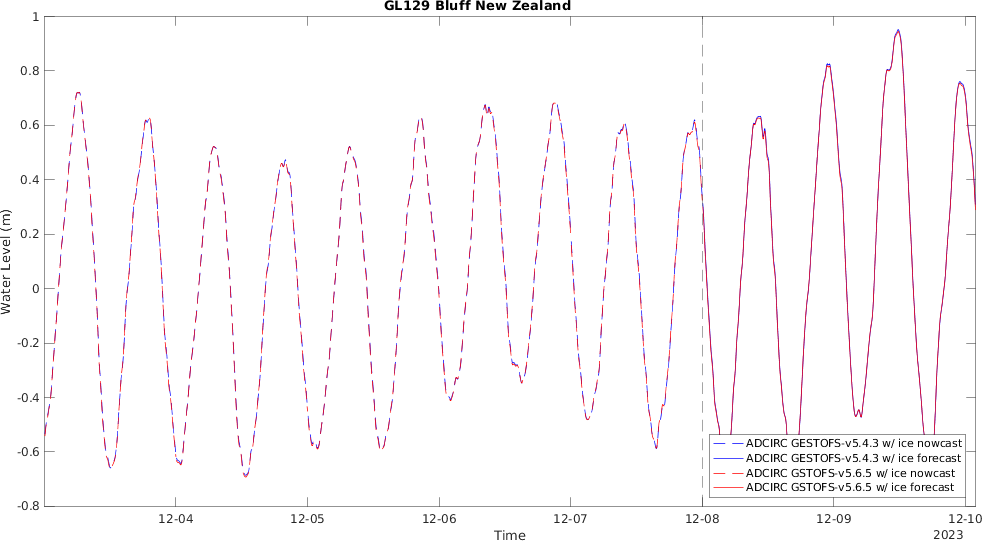 GL129 Bluff New Zealand
1
0.8
0.6
0.4
0.2
0
-0.2
-0.4
-0.6
-0.8
Water Level (m)
ADCIRC GESTOFS-v5.4.3 w/ ice nowcast
ADCIRC GESTOFS-v5.4.3 w/ ice forecast
ADCIRC GSTOFS-v5.6.5 w/ ice nowcast
ADCIRC GSTOFS-v5.6.5 w/ ice forecast
12-04 12-05 12-06 12-07 12-08 12-09 12-10
Time
2023